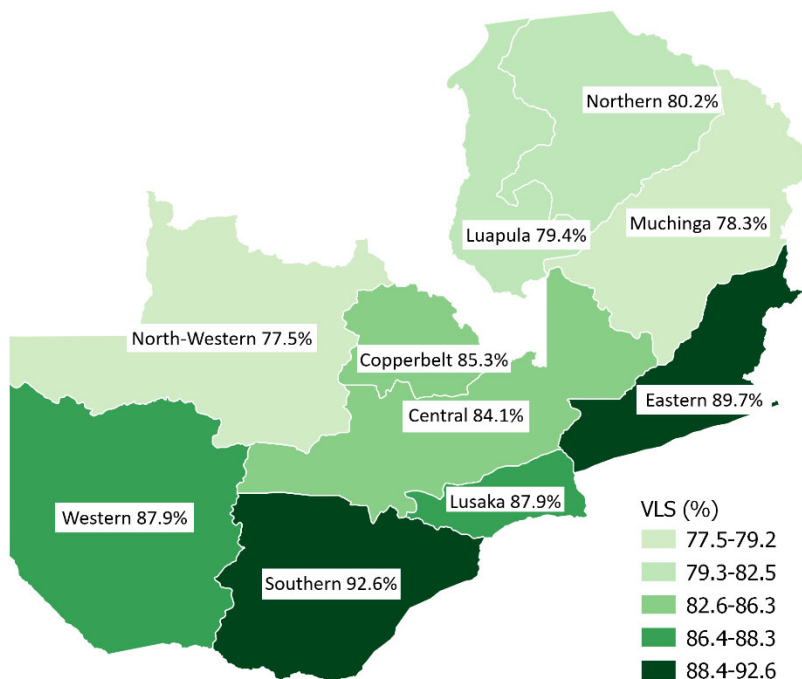 Northern 80.2%
Luapula 79.4%
Muchinga 78.3%
North-Western 77.5%
Copperbelt 85.3%
Central 84.1%
Eastern 89.7%
Western 87.9%
Lusaka 87.9%
Southern 92.6%
VLS (%)
77.5-79.2
79.3-82.5
82.6-86.3
86.4-88.3
88.4-92.6